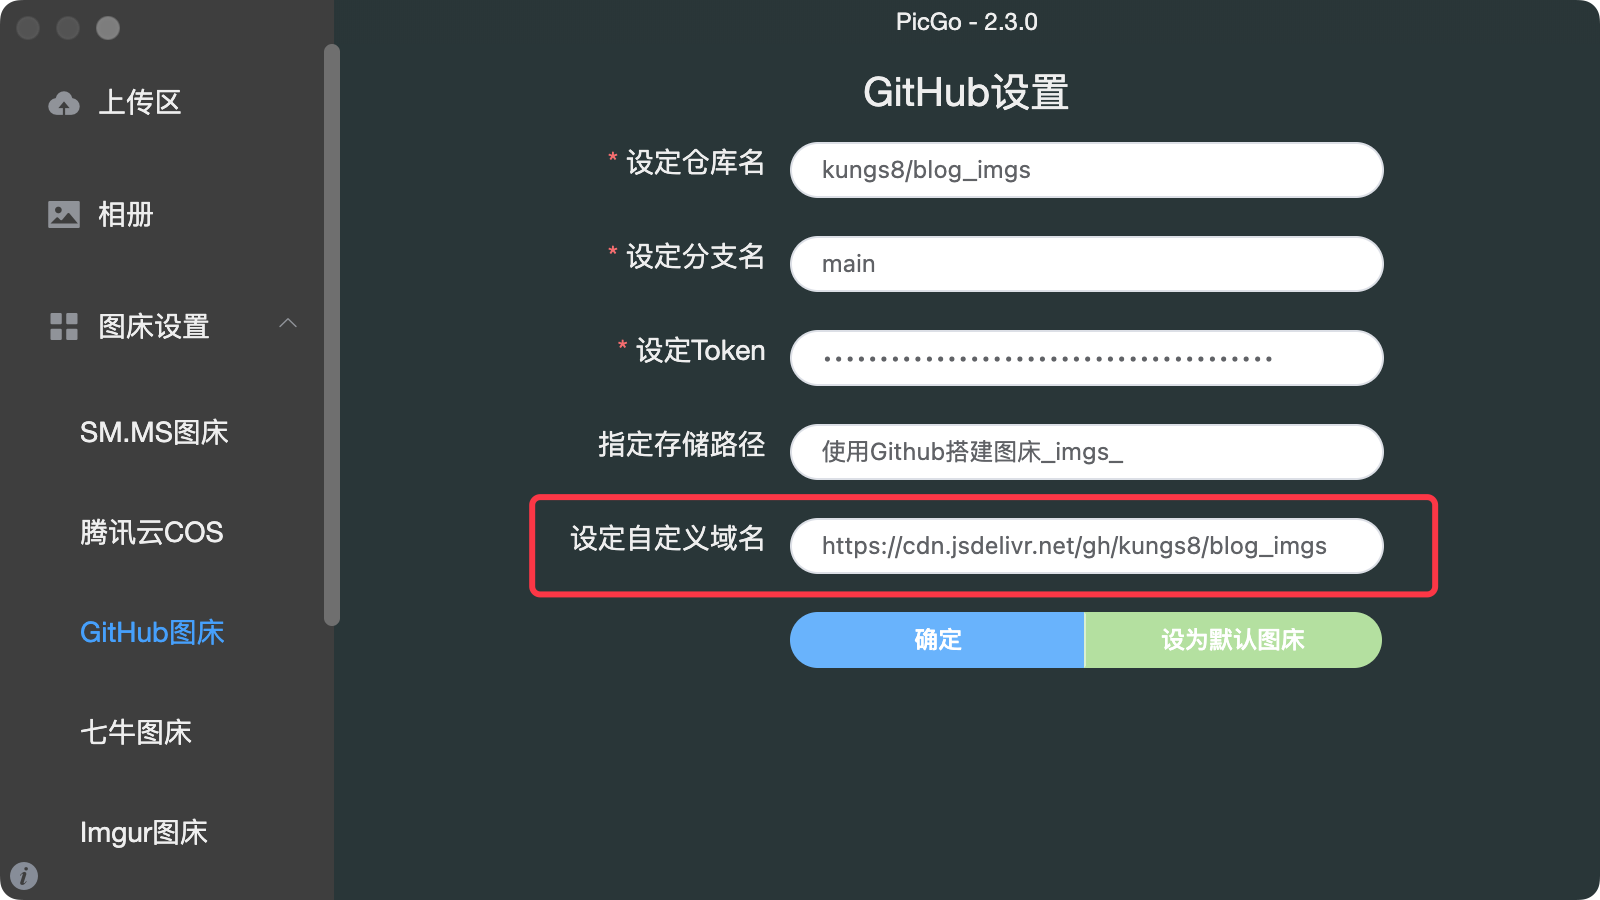 PicGo - 2.3.0
上传区
相册
图床设置
SM.MS图床
腾讯云COS
GitHub图床
七牛图床
Imgur图床
i
GitHub设置
* 设定仓库名
kungs8/blog_imgs
* 设定分支名
main
* 设定Token
••••••••••••••••••••••••••••••••••••••••
指定存储路径
使用Github搭建图床_imgs_
设定自定义域名
https://cdn.jsdelivr.net/gh/kungs8/blog_imgs
确定
设为默认图床